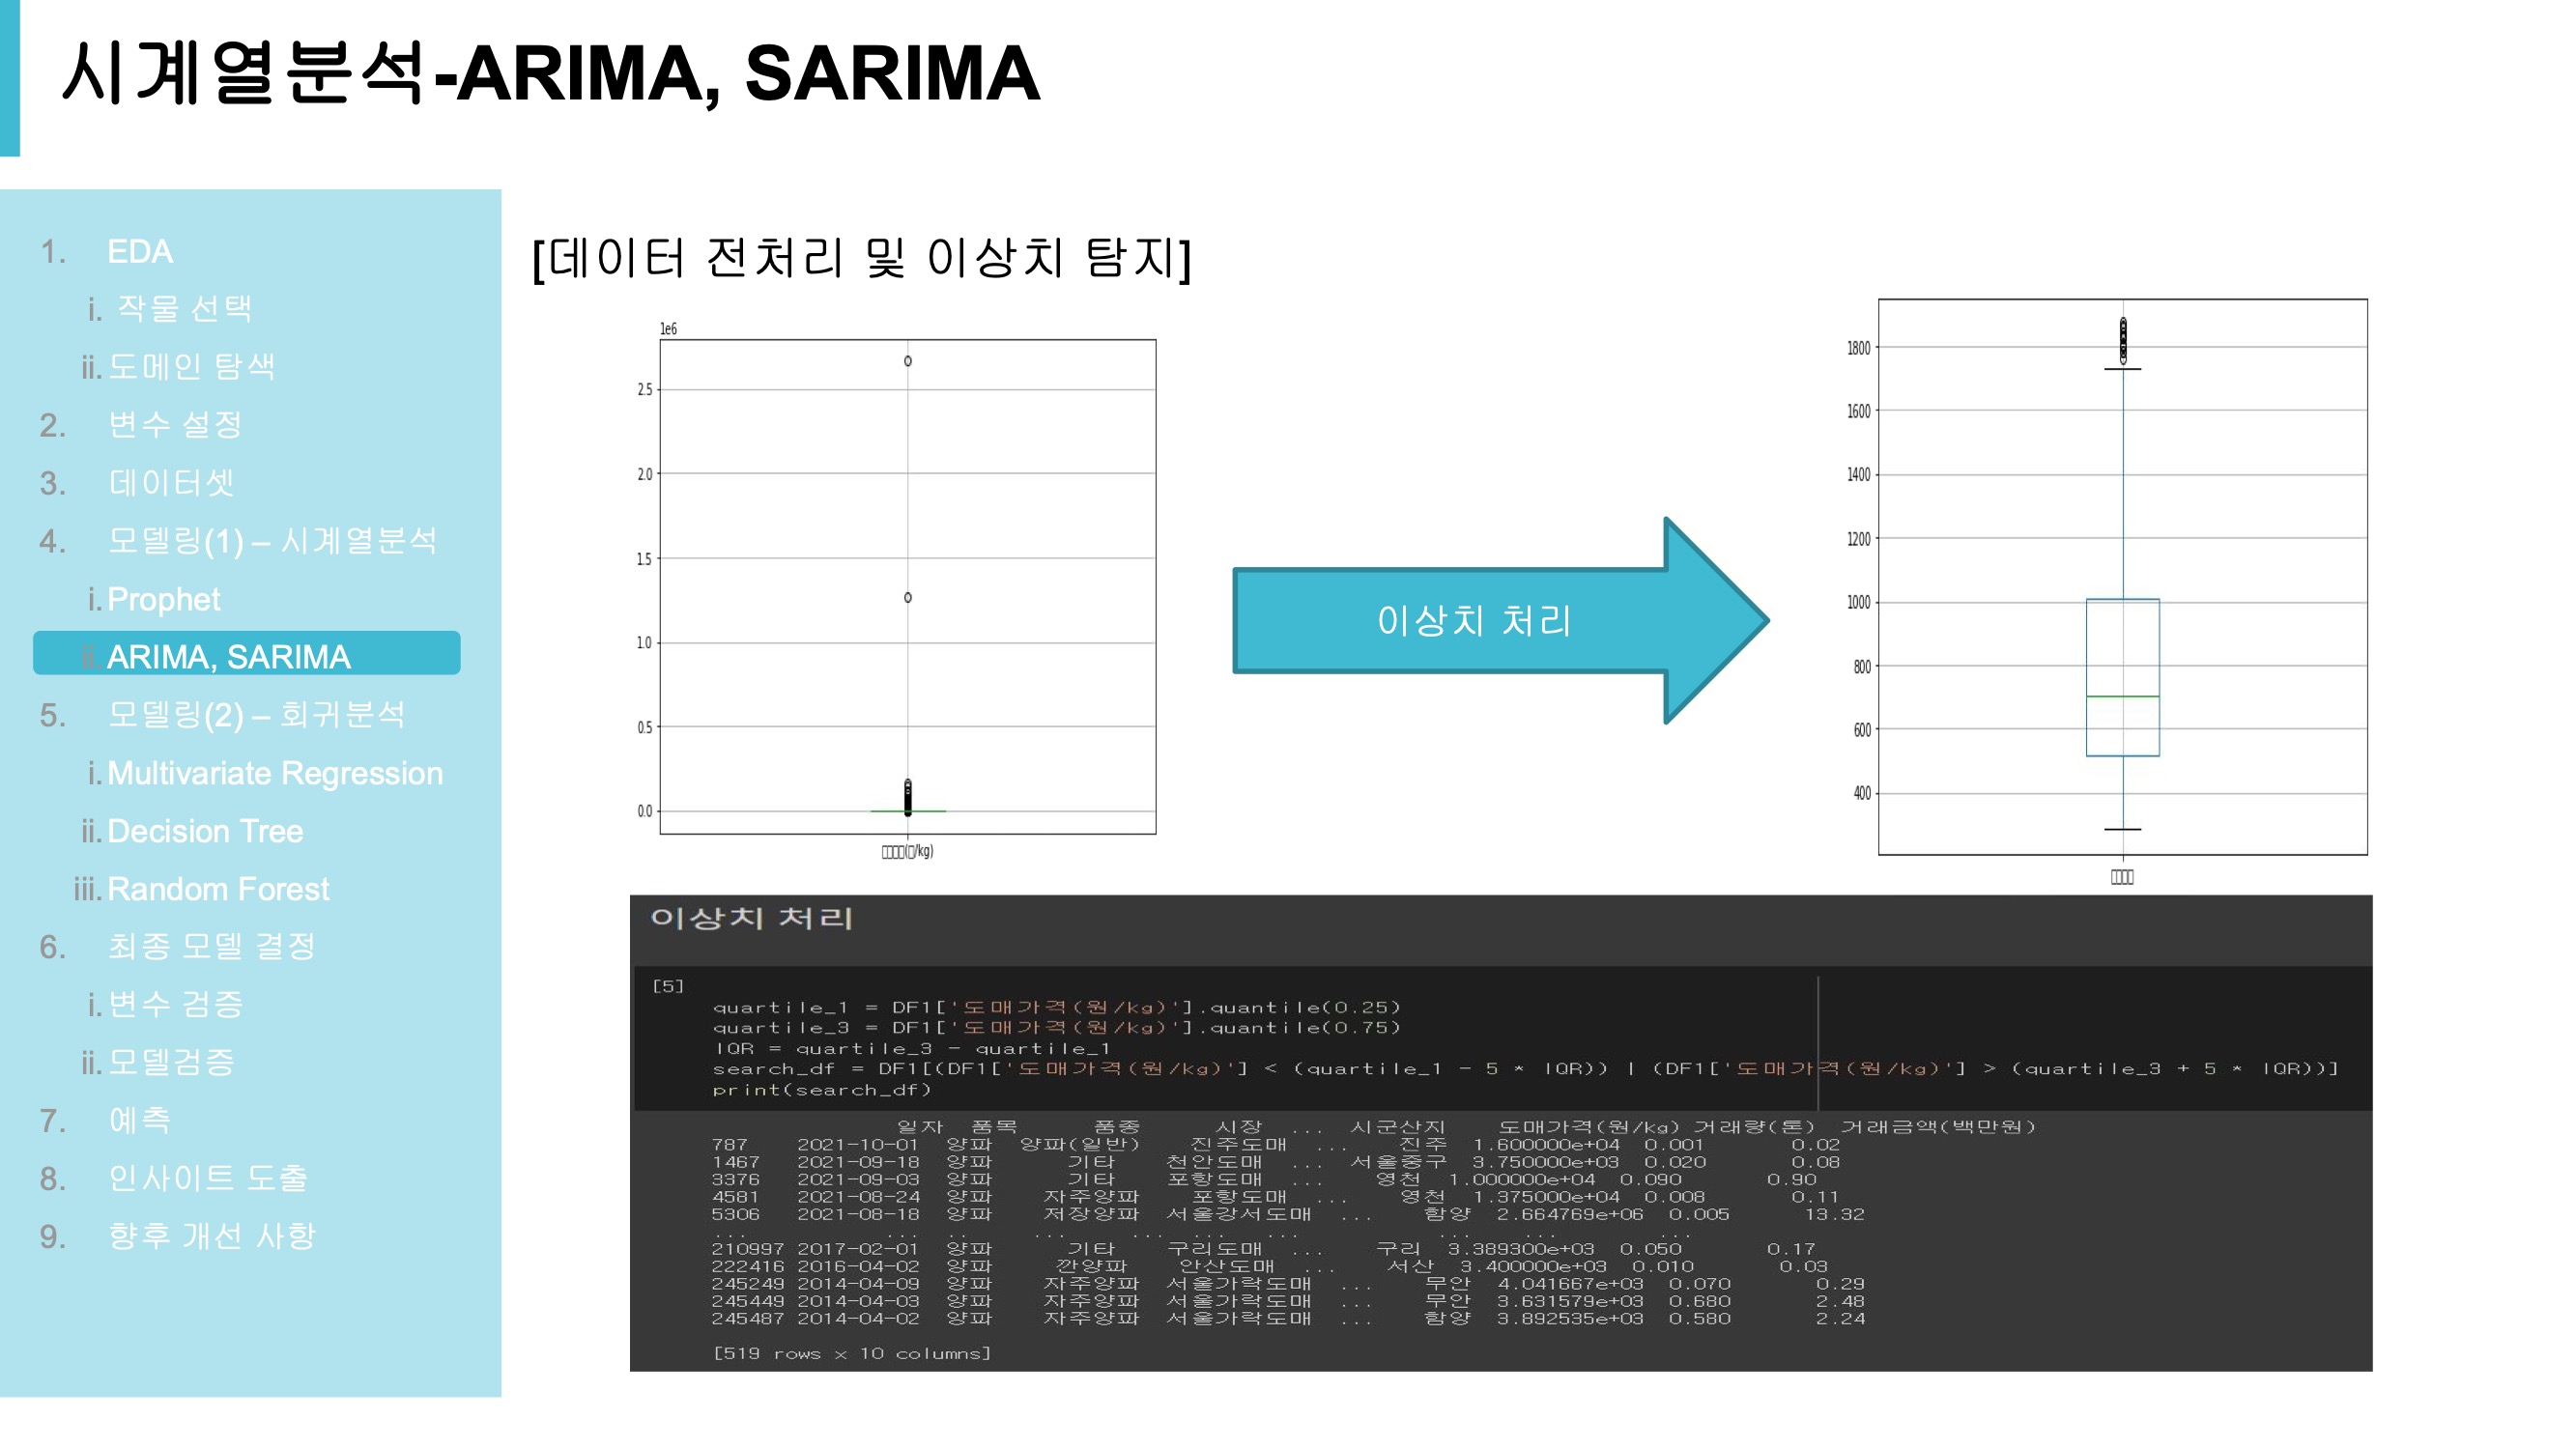 시계열분석-ARIMA, SARIMA
1. EDA
i. 작물 선택
ii. 도메인 탐색
2. 변수 설정
3. 데이터셋
4. 모델링(1) – 시계열분석
i. Prophet
ii. ARIMA, SARIMA
5. 모델링(2) – 회귀분석
i. Multivariate Regression
ii. Decision Tree
iii. Random Forest
6. 최종 모델 결정
i. 변수 검증
ii. 모델검증
7. 예측
8. 인사이트 도출
9. 향후 개선 사항
[데이터 전처리 및 이상치 탐지]
1e6
2.5
2.0
1.5
1.0
0.5
0.0
(/kg)
이상치 처리
1800
1600
1400
1200
1000
800
600
400
이상치 처리
[5]
quartile_1 = DF1['도매가격(원/kg)'].quantile(0.25)
quartile_3 = DF1['도매가격(원/kg)'].quantile(0.75)
IQR = quartile_3 - quartile_1
search_df = DF1[(DF1['도매가격(원/kg)'] < (quartile_1 - 5 * IQR)) | (DF1['도매가격(원/kg)'] > (quartile_3 + 5 * IQR))]
print(search_df)
일자 품목 품종 시장 ... 시군산지 도매가격(원/kg) 거래량(톤) 거래금액(백만원)
787 2021-10-01 양파 양파(일반) 진주도매 ... 진주 1.600000e+04 0.001 0.02
1467 2021-09-18 양파 기타 천안도매 ... 서울중구 3.750000e+03 0.020 0.08
3376 2021-09-03 양파 기타 포항도매 ... 영천 1.000000e+04 0.090 0.90
4581 2021-08-24 양파 자주양파 포항도매 ... 영천 1.375000e+04 0.008 0.11
5306 2021-08-18 양파 저장양파 서울강서도매 ... 함양 2.664769e+06 0.005 13.32
... ... .. ... ... ... ... ... ... ...
210997 2017-02-01 양파 기타 구리도매 ... 구리 3.389300e+03 0.050 0.17
222416 2016-04-02 양파 깐양파 안산도매 ... 서산 3.400000e+03 0.010 0.03
245249 2014-04-09 양파 자주양파 서울가락도매 ... 무안 4.041667e+03 0.070 0.29
245449 2014-04-03 양파 자주양파 서울가락도매 ... 무안 3.631579e+03 0.680 2.48
245487 2014-04-02 양파 자주양파 서울가락도매 ... 함양 3.892535e+03 0.580 2.24
[519 rows x 10 columns]